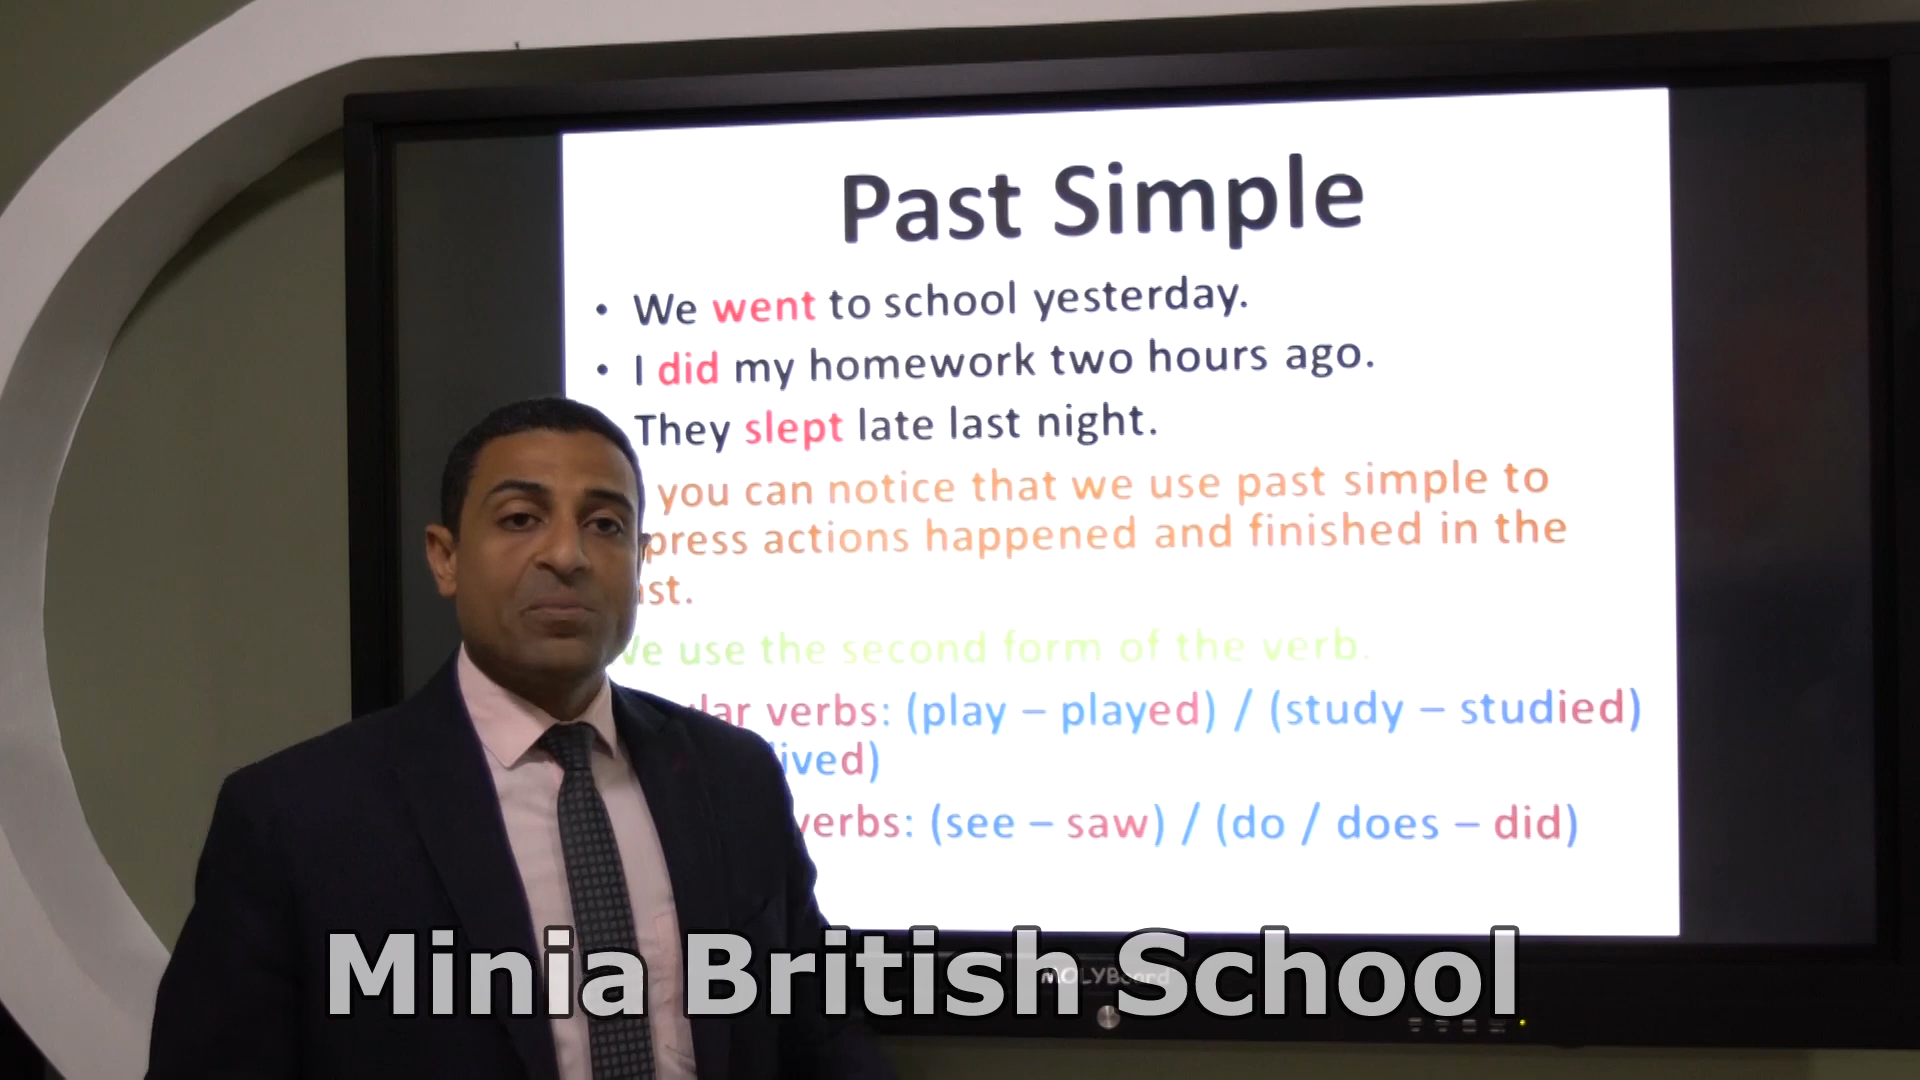 Past Simple
• We went to school yesterday.
• I did my homework two hours ago.
They slept late last night.
you can notice that we use past simple to
press actions happened and finished in the
st.
We use the second form of the verb.
lar verbs: (play – played) / (study – studied)
ived)
verbs: (see – saw) / (do / does – did)
Minia British School
MOLYBoard